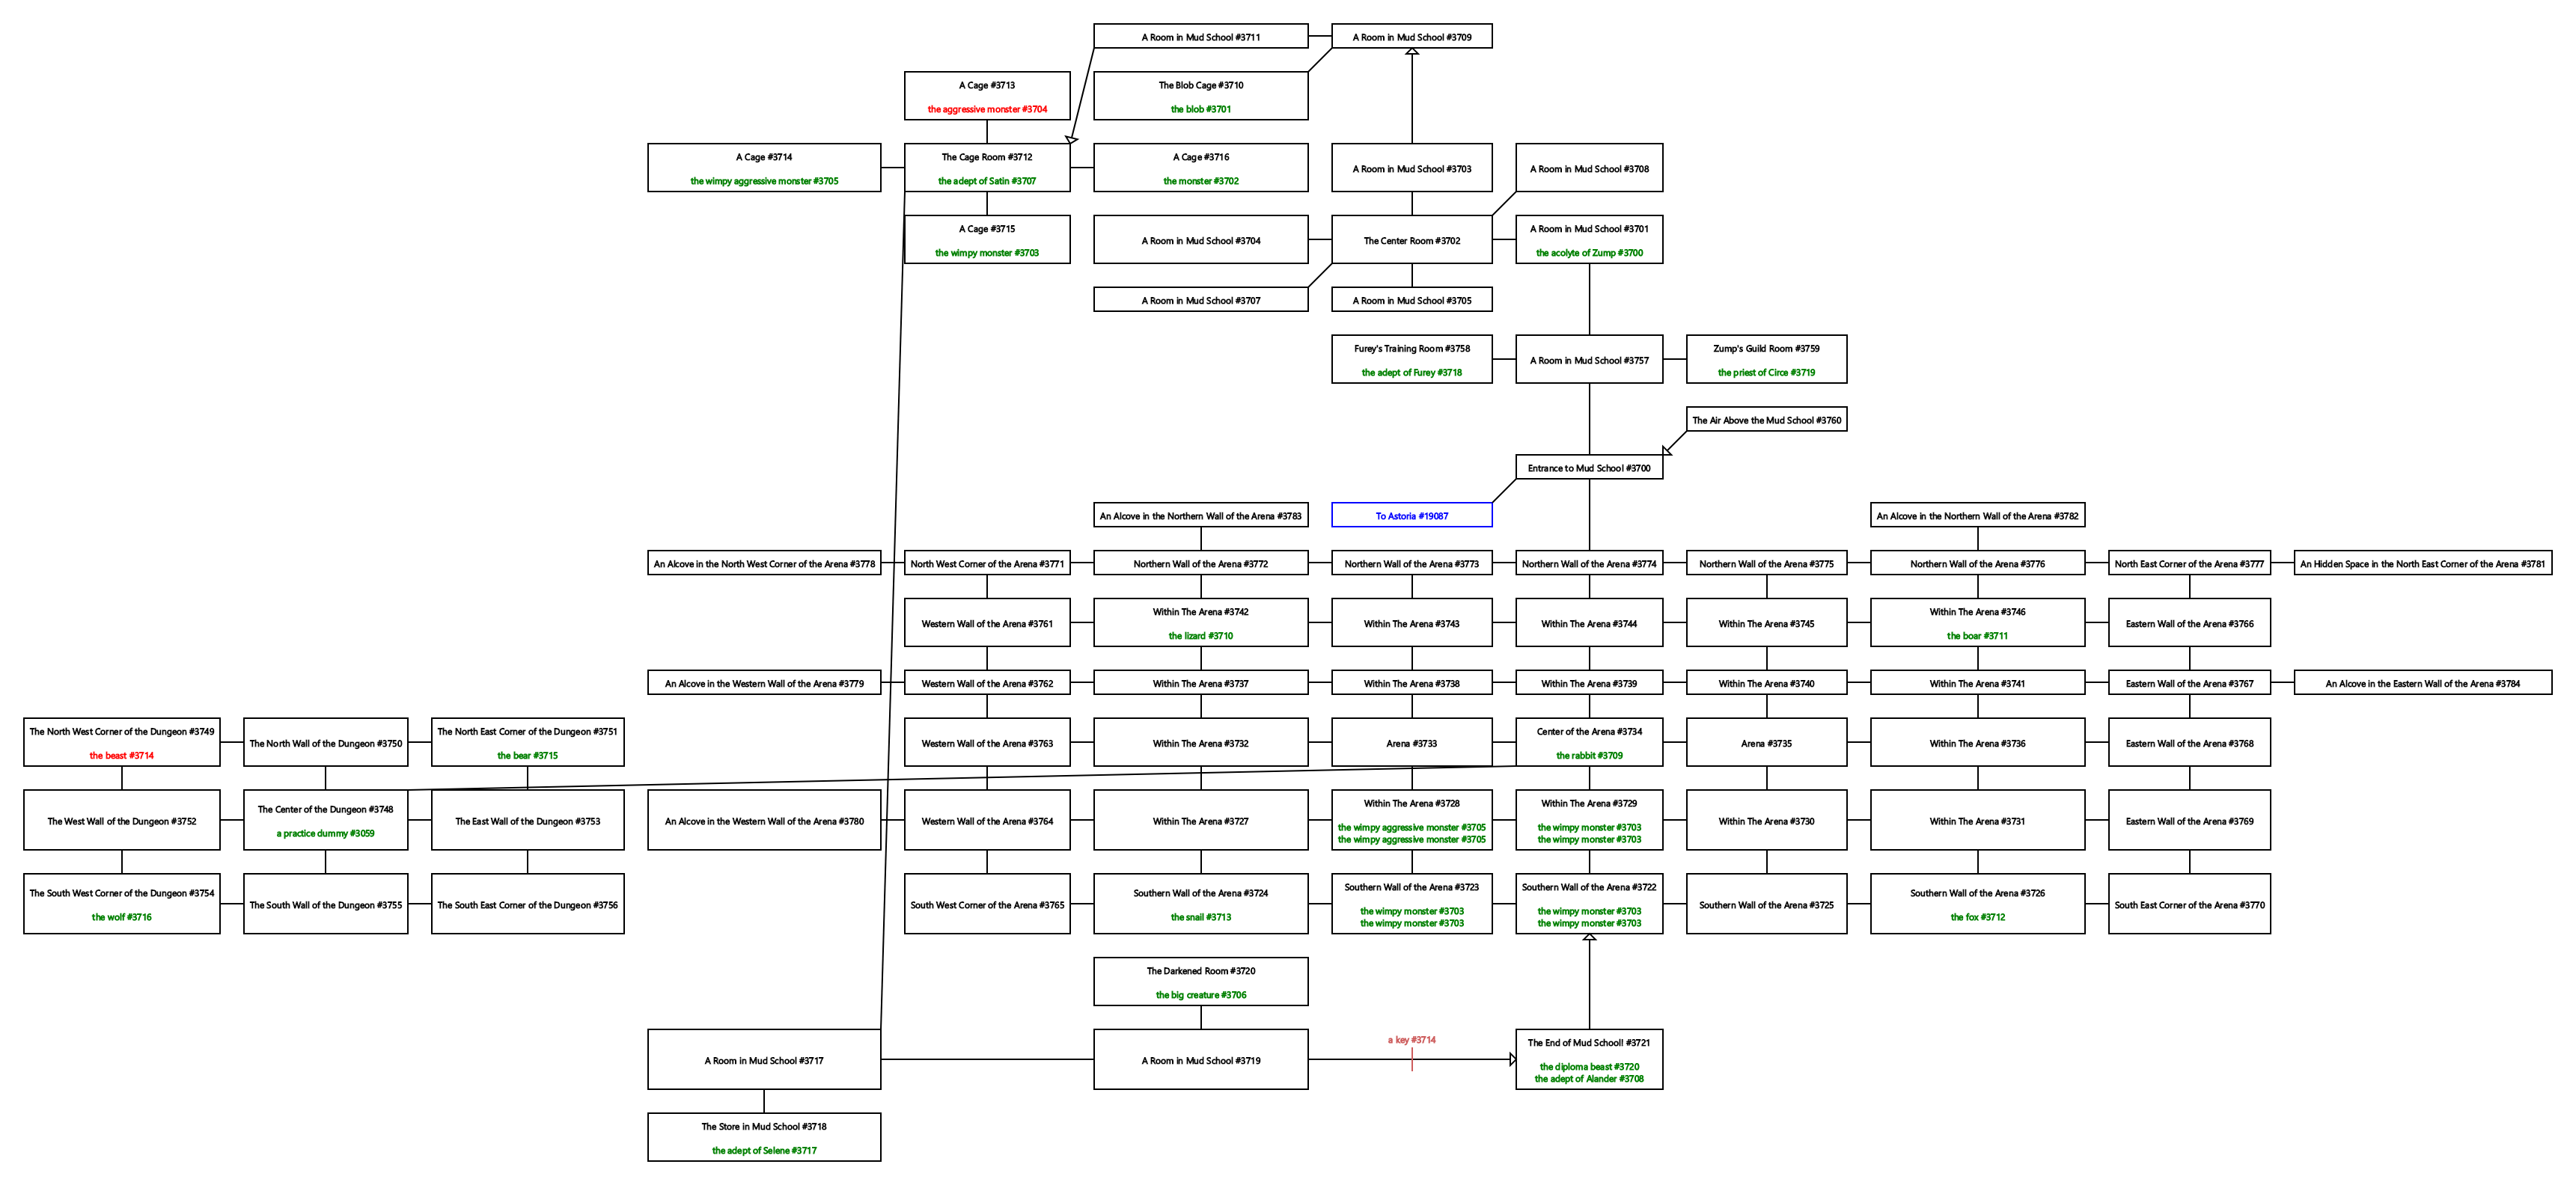 A Room in Mud School #3711
A Room in Mud School #3709
A Cage #3713
the aggressive monster #3704
The Blob Cage #3710
the blob #3701
A Cage #3714
the wimpy aggressive monster #3705
The Cage Room #3712
the adept of Satin #3707
A Cage #3716
the monster #3702
A Room in Mud School #3703
A Room in Mud School #3708
A Cage #3715
the wimpy monster #3703
A Room in Mud School #3704
The Center Room #3702
A Room in Mud School #3701
the acolyte of Zump #3700
A Room in Mud School #3707
A Room in Mud School #3705
Furey's Training Room #3758
the adept of Furey #3718
A Room in Mud School #3757
Zump's Guild Room #3759
the priest of Circe #3719
The Air Above the Mud School #3760
Entrance to Mud School #3700
An Alcove in the Northern Wall of the Arena #3783
To Astoria #19087
An Alcove in the Northern Wall of the Arena #3782
An Alcove in the North West Corner of the Arena #3778
North West Corner of the Arena #3771
Northern Wall of the Arena #3772
Northern Wall of the Arena #3773
Northern Wall of the Arena #3774
Northern Wall of the Arena #3775
Northern Wall of the Arena #3776
North East Corner of the Arena #3777
An Hidden Space in the North East Corner of the Arena #3781
Western Wall of the Arena #3761
Within The Arena #3742
the lizard #3710
Within The Arena #3743
Within The Arena #3744
Within The Arena #3745
Within The Arena #3746
the boar #3711
Eastern Wall of the Arena #3766
An Alcove in the Western Wall of the Arena #3779
Western Wall of the Arena #3762
Within The Arena #3737
Within The Arena #3738
Within The Arena #3739
Within The Arena #3740
Within The Arena #3741
Eastern Wall of the Arena #3767
An Alcove in the Eastern Wall of the Arena #3784
The North West Corner of the Dungeon #3749
the beast #3714
The North Wall of the Dungeon #3750
The North East Corner of the Dungeon #3751
the bear #3715
Western Wall of the Arena #3763
Within The Arena #3732
Arena #3733
Center of the Arena #3734
the rabbit #3709
Arena #3735
Within The Arena #3736
Eastern Wall of the Arena #3768
The West Wall of the Dungeon #3752
The Center of the Dungeon #3748
a practice dummy #3059
The East Wall of the Dungeon #3753
An Alcove in the Western Wall of the Arena #3780
Western Wall of the Arena #3764
Within The Arena #3727
Within The Arena #3728
the wimpy aggressive monster #3705
the wimpy aggressive monster #3705
Within The Arena #3729
the wimpy monster #3703
the wimpy monster #3703
Within The Arena #3730
Within The Arena #3731
Eastern Wall of the Arena #3769
The South West Corner of the Dungeon #3754
the wolf #3716
The South Wall of the Dungeon #3755
The South East Corner of the Dungeon #3756
South West Corner of the Arena #3765
Southern Wall of the Arena #3724
the snail #3713
Southern Wall of the Arena #3723
the wimpy monster #3703
the wimpy monster #3703
Southern Wall of the Arena #3722
the wimpy monster #3703
the wimpy monster #3703
Southern Wall of the Arena #3725
Southern Wall of the Arena #3726
the fox #3712
South East Corner of the Arena #3770
The Darkened Room #3720
the big creature #3706
A Room in Mud School #3717
A Room in Mud School #3719
a key #3714
The End of Mud School! #3721
the diploma beast #3720
the adept of Alander #3708
The Store in Mud School #3718
the adept of Selene #3717